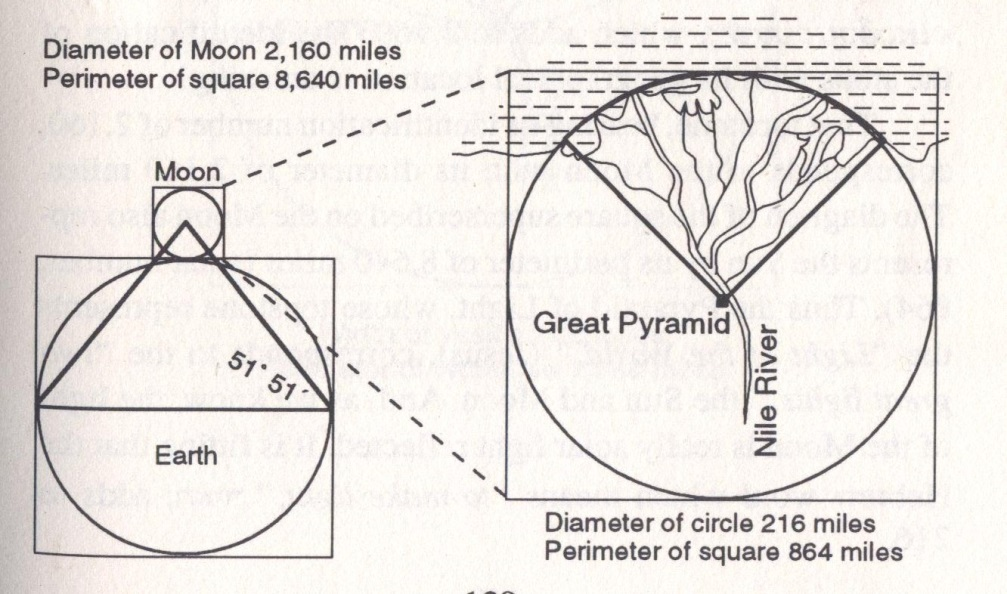 Diameter of Moon 2,160 miles
Perimeter of square 8,640 miles
Moon
51° 51'
Earth
Great Pyramid
Nile River
Diameter of circle 216 miles
Perimeter of square 864 miles